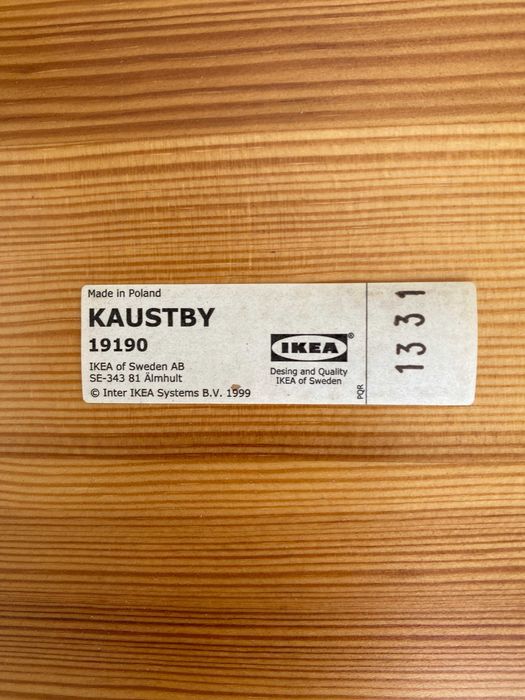 Made in Poland
KAUSTBY
19190
IKEA of Sweden AB
SE-343 81 Älmhult
© Inter IKEA Systems B.V. 1999
IKEA®
Desing and Quality
IKEA of Sweden
PQR
1331